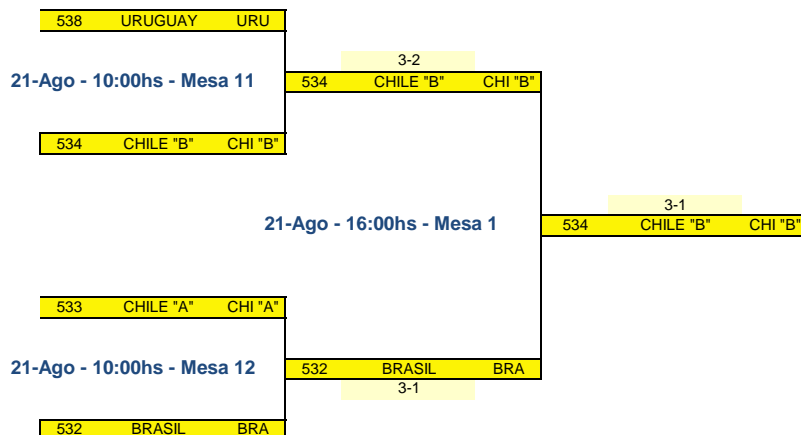 538 URUGUAY URU
3-2
21-Ago - 10:00hs - Mesa 11
534 CHILE "B" CHI "B"
534 CHILE "B" CHI "B"
3-1
21-Ago - 16:00hs - Mesa 1
534 CHILE "B" CHI "B"
533 CHILE "A" CHI "A"
21-Ago - 10:00hs - Mesa 12
532 BRASIL BRA
3-1
532 BRASIL BRA